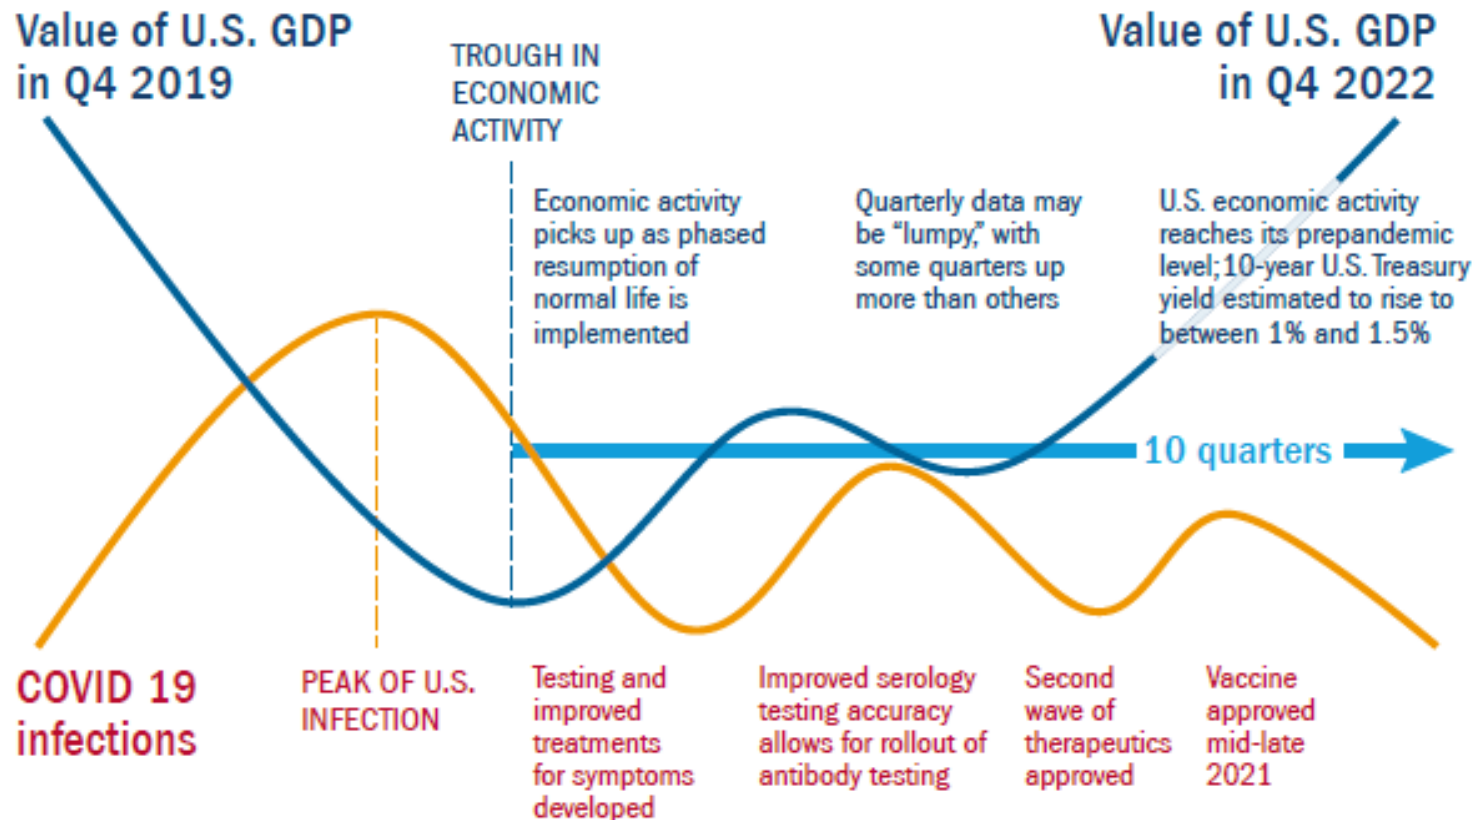 Value of U.S. GDP
in Q4 2019
TROUGH IN
ECONOMIC
ACTIVITY
Value of U.S. GDP
in Q4 2022
Economic activity
picks up as phased
resumption of
normal life is
implemented
Quarterly data may
be “lumpy,” with
some quarters up
more than others
U.S. economic activity
reaches its prepandemic
level; 10-year U.S. Treasury
yield estimated to rise to
between 1% and 1.5%
10 quarters
COVID 19
infections
PEAK OF U.S.
INFECTION
Testing and
improved
treatments
for symptoms
developed
Improved serology
testing accuracy
allows for rollout of
antibody testing
Second
wave of
therapeutics
approved
Vaccine
approved
mid-late
2021